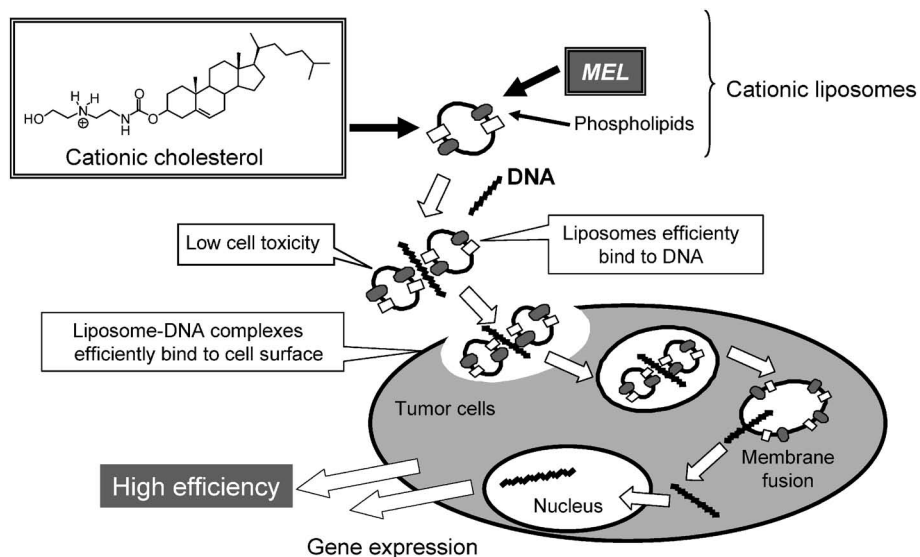 MEL
Cationic liposomes
Phospholipids
H
H
N
⊕
HO
N
H
O
O
Cationic cholesterol
H
H
H
DNA
Low cell toxicity
Liposomes efficienty
bind to DNA
Liposome-DNA complexes
efficiently bind to cell surface
Tumor cells
Membrane
fusion
High efficiency
Nucleus
Gene expression